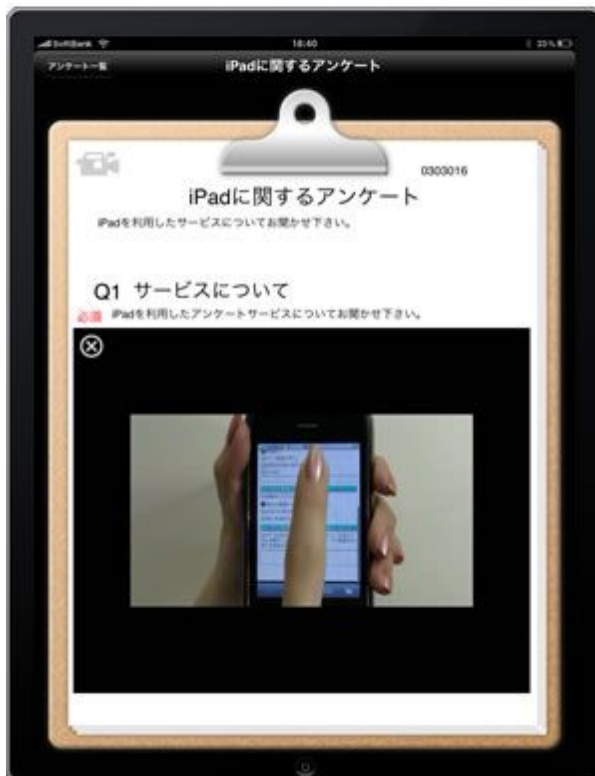 SoftBank
18:40
アンケート一覧
iPadに関するアンケート
0303016
iPadに関するアンケート
iPadを利用したサービスについてお聞かせ下さい。
Q1 サービスについて
必須 iPadを利用したアンケートサービスについてお聞かせ下さい。